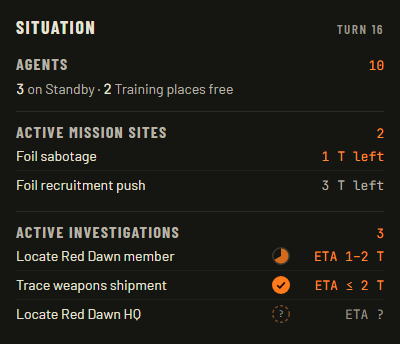 SITUATION TURN 16
AGENTS 10
3 on Standby · 2 Training places free
ACTIVE MISSION SITES 2
Foil sabotage 1 T left
Foil recruitment push 3 T left
ACTIVE INVESTIGATIONS 3
Locate Red Dawn member ETA 1–2 T
Trace weapons shipment ETA ≤ 2 T
Locate Red Dawn HQ ? ETA ?